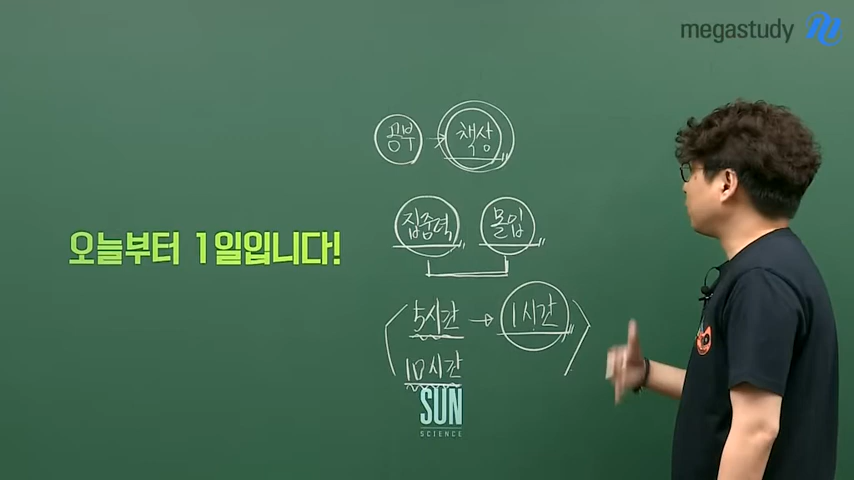 megastudy
공부 → 책상
집중력 몰입
오늘부터 1일입니다!
5시간 → 1시간
10시간
SUN
SCIENCE